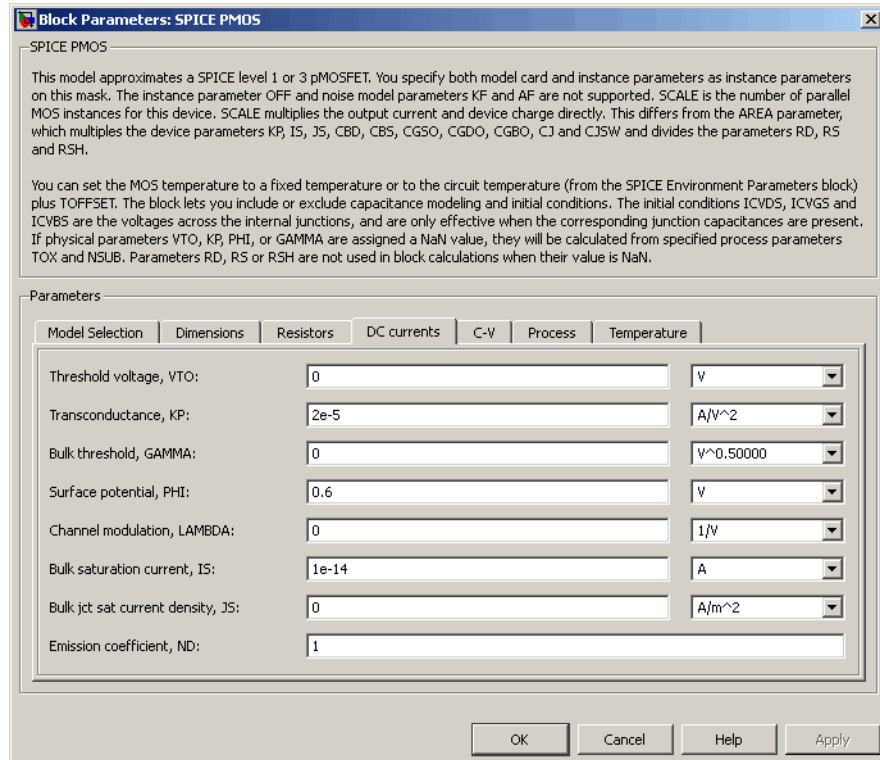 Block Parameters: SPICE PMOS
SPICE PMOS
This model approximates a SPICE level 1 or 3 pMOSFET. You specify both model card and instance parameters as instance parameters
on this mask. The instance parameter OFF and noise model parameters KF and AF are not supported. SCALE is the number of parallel
MOS instances for this device. SCALE multiplies the output current and device charge directly. This differs from the AREA parameter,
which multiplies the device parameters KP, IS, JS, CBD, CBS, CGSO, CGDO, CGBO, CJ and CJSW and divides the parameters RD, RS
and RSH.
You can set the MOS temperature to a fixed temperature or to the circuit temperature (from the SPICE Environment Parameters block)
plus TOFFSET. The block lets you include or exclude capacitance modeling and initial conditions. The initial conditions ICVDS, ICVGS and
ICVBS are the voltages across the internal junctions, and are only effective when the corresponding junction capacitances are present.
If physical parameters VTO, KP, PHI, or GAMMA are assigned a NaN value, they will be calculated from specified process parameters
TOX and NSUB. Parameters RD, RS or RSH are not used in block calculations when their value is NaN.
Parameters
Model Selection Dimensions Resistors DC currents C-V Process Temperature
Threshold voltage, VTO: 0 V
Transconductance, KP: 2e-5 A/V^2
Bulk threshold, GAMMA: 0 V^0.50000
Surface potential, PHI: 0.6 V
Channel modulation, LAMBDA: 0 1/V
Bulk saturation current, IS: 1e-14 A
Bulk jct sat current density, JS: 0 A/m^2
Emission coefficient, ND: 1
OK Cancel Help Apply